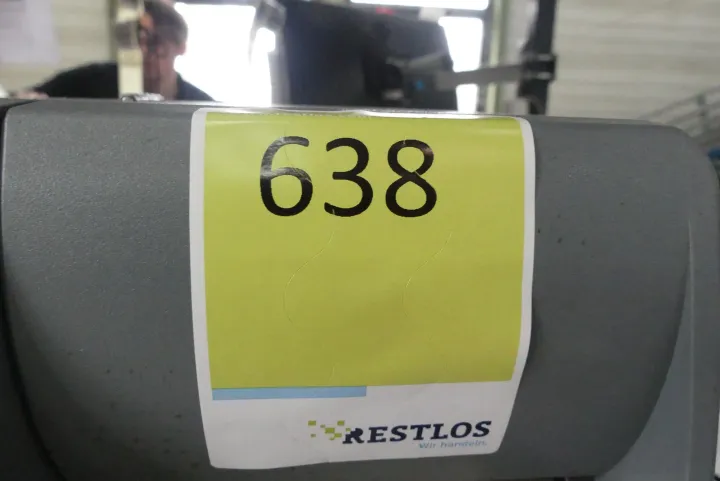 638
RESTLOS
Wir handeln.